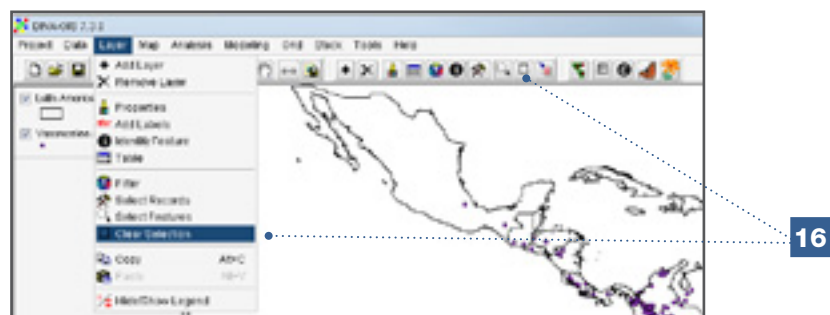 DIVA-GIS 7.3.0
Project Data Layer Map Analysis Modeling Grid Stack Tools Help
Add Layer
Remove Layer
Latin America
Properties
Add Labels
Identify Feature
Table
Filter
Select Records
Select Features
Clear Selection
16
Copy Alt+C
Paste Alt+V
Hide/Show Legend